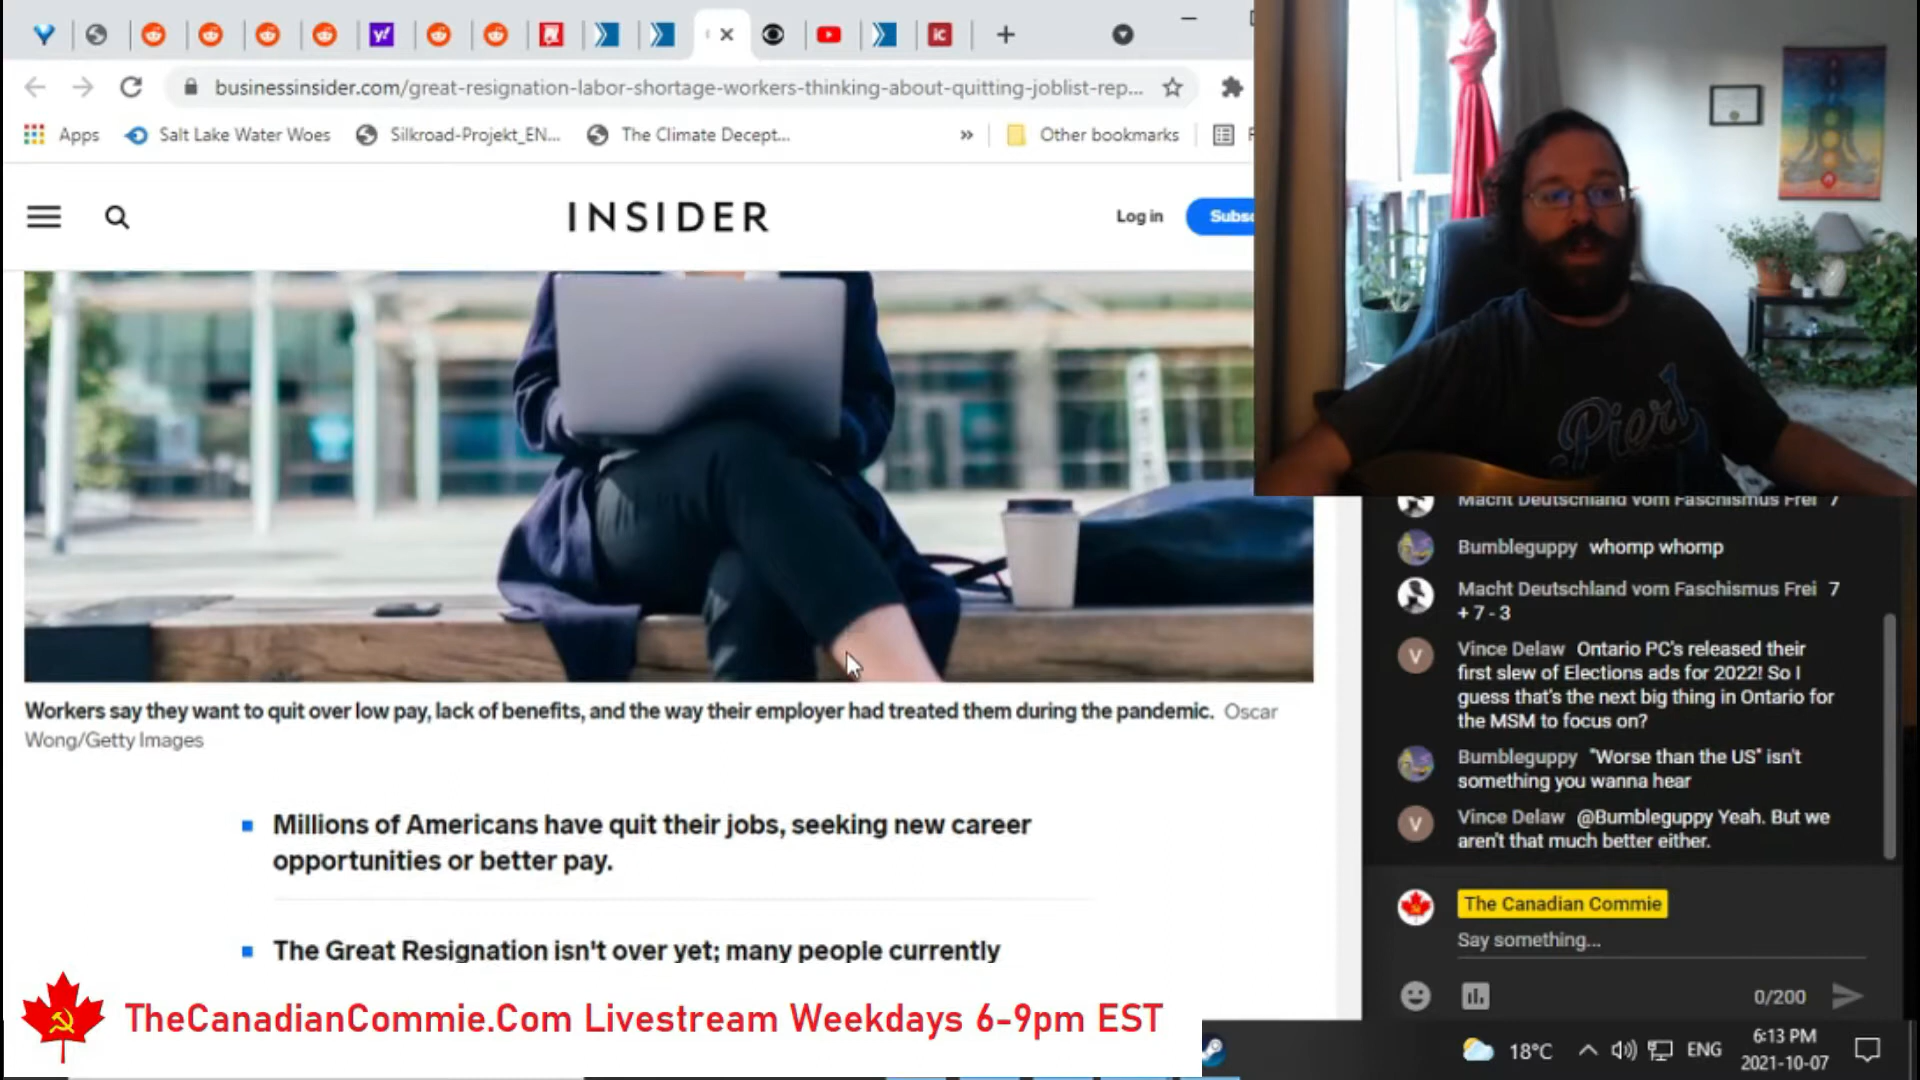 businessinsider.com/great-resignation-labor-shortage-workers-thinking-about-quitting-joblist-rep...
Apps
Salt Lake Water Woes
Silkroad-Projekt_EN...
The Climate Decept...
»
Other bookmarks
INSIDER
Log in
Subsc
Workers say they want to quit over low pay, lack of benefits, and the way their employer had treated them during the pandemic. Oscar
Wong/Getty Images
Millions of Americans have quit their jobs, seeking new career
opportunities or better pay.
The Great Resignation isn't over yet; many people currently
TheCanadianCommie.Com Livestream Weekdays 6-9pm EST
Macht Deutschland vom Faschismus Frei 7
Bumbleguppy whomp whomp
Macht Deutschland vom Faschismus Frei 7
+ 7 - 3
V
Vince Delaw Ontario PC's released their
first slew of Elections ads for 2022! So I
guess that's the next big thing in Ontario for
the MSM to focus on?
Bumbleguppy "Worse than the US" isn't
something you wanna hear
V
Vince Delaw @Bumbleguppy Yeah. But we
aren't that much better either.
The Canadian Commie
Say something...
0/200
18°C
ENG
6:13 PM
2021-10-07
y!
iC